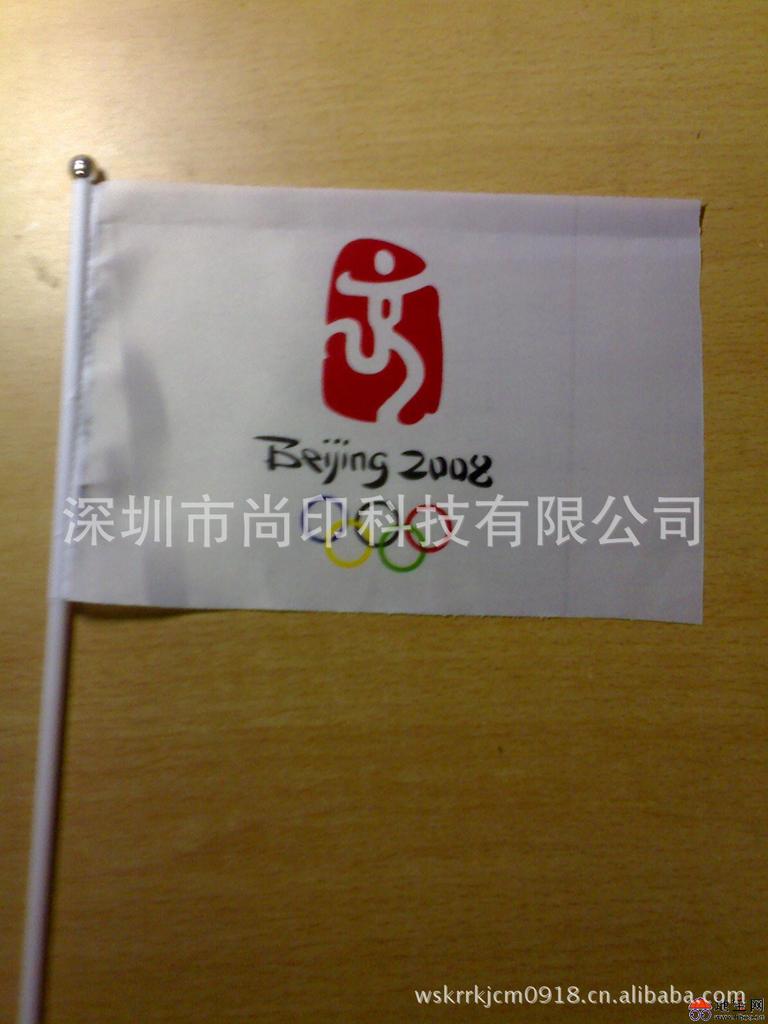 Beijing 2008
深圳市尚印科技有限公司
wskrrkjcm0918.cn.alibaba.com